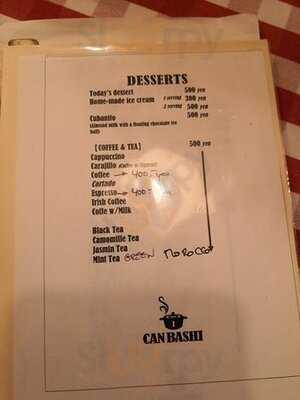 DESSERTS
Today's dessert 500 yen
Home-made ice cream 1 serving 300 yen
2 serving 500 yen
Cubanito 500 yen
(Almond milk with a floating chocolate tea
ball)
[COFFEE & TEA] 500 yen
Cappuccino
Carajillo
Coffee → 400 yen
Cortado
Espresso → 400 yen
Irish Coffee
Coffe w/Milk
Black Tea
Camomille Tea
Jasmin Tea
Mint Tea GREEN MOROCCO
CANBASHI